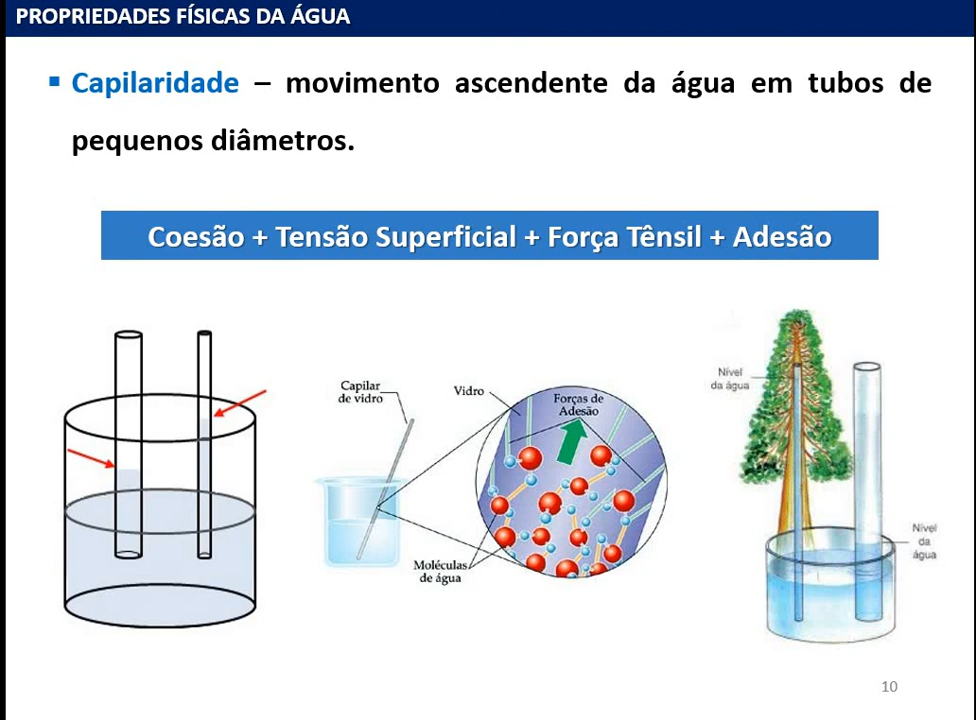 PROPRIEDADES FÍSICAS DA ÁGUA
▪ Capilaridade – movimento ascendente da água em tubos de
pequenos diâmetros.
Coesão + Tensão Superficial + Força Tênsil + Adesão
Capilar
de vidro
Vidro
Forças de
Adesão
Moléculas
de água
Nível
da água
Nível
da
água
10